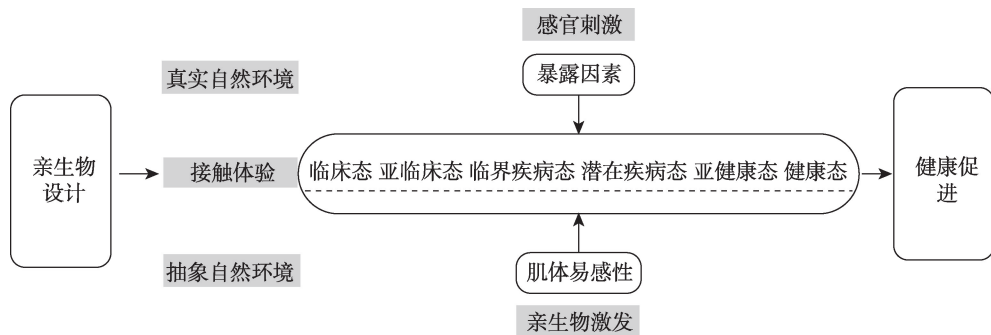 感官刺激
真实自然环境
暴露因素
亲生物
设计
接触体验
临床态 亚临床态 临界疾病态 潜在疾病态 亚健康态 健康态
健康促
进
抽象自然环境
肌体易感性
亲生物激发